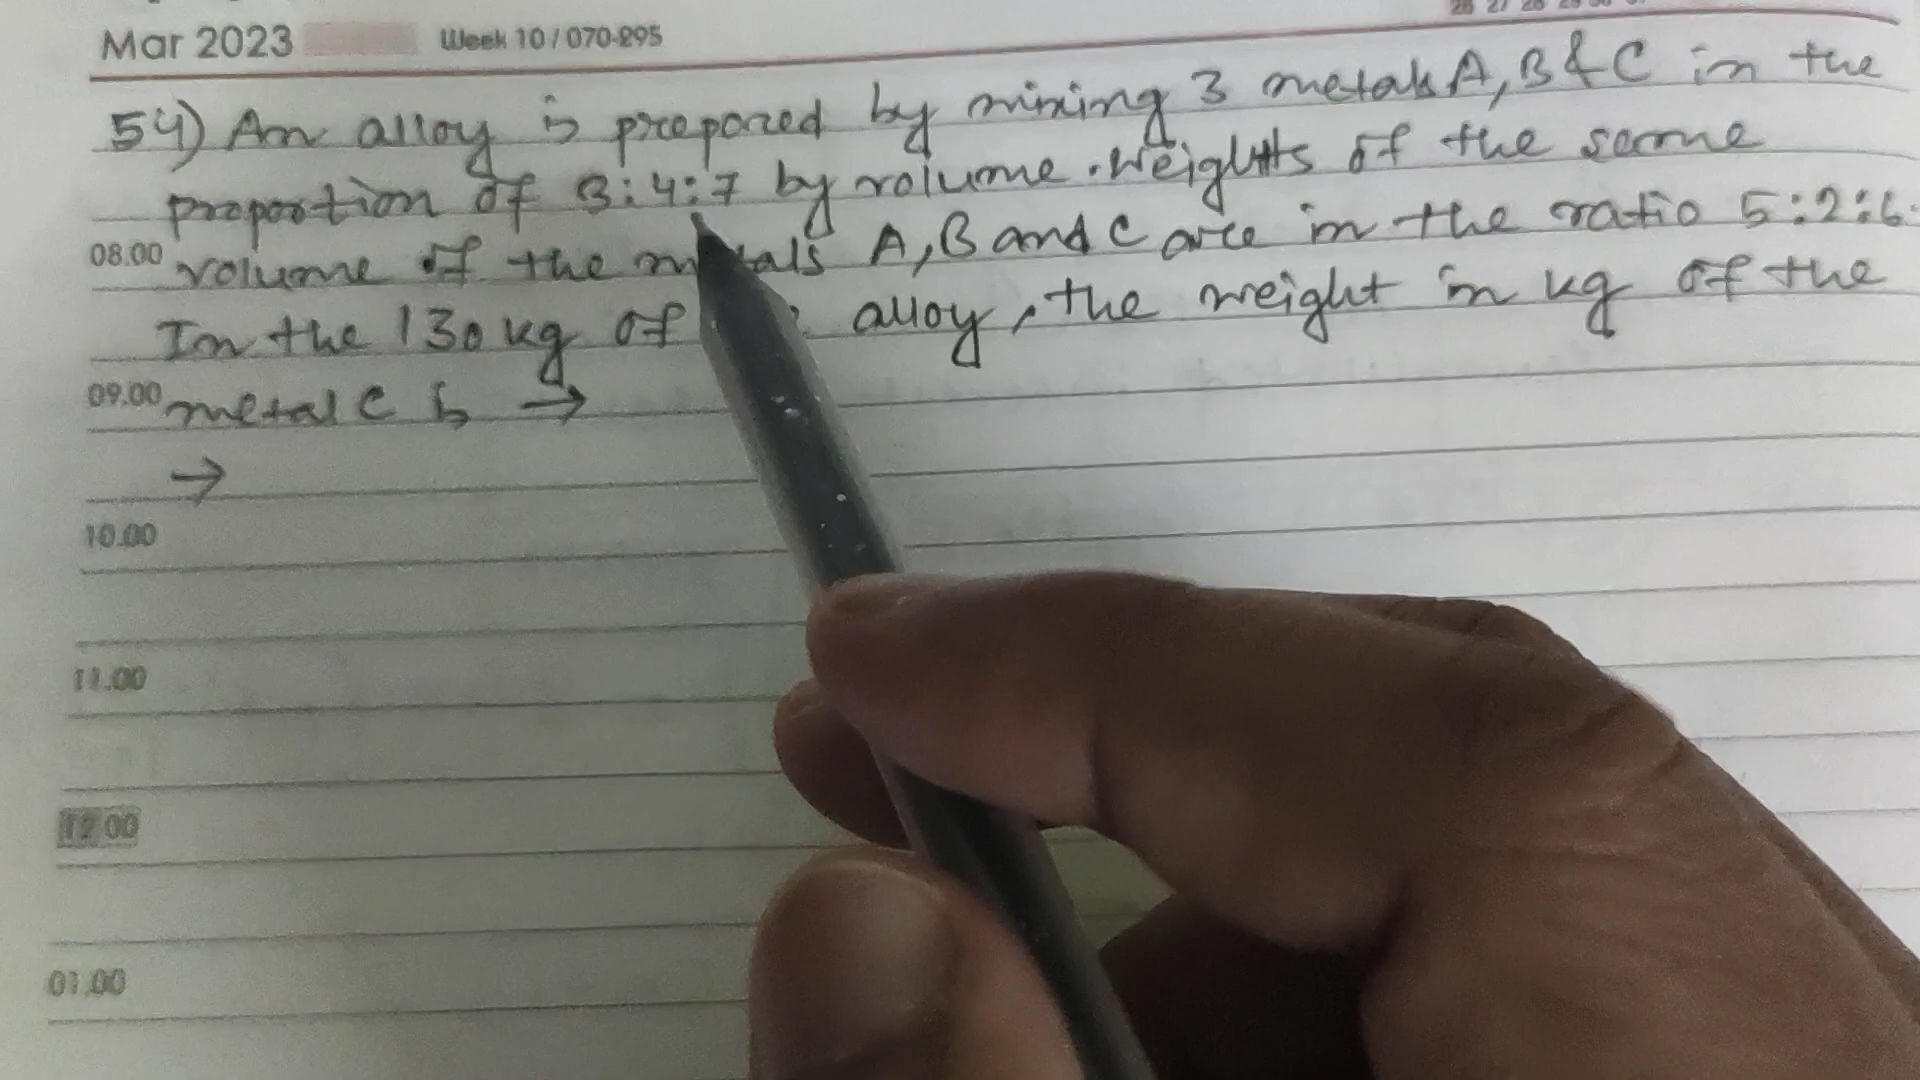 Mar 2023 Week 10 / 070-295
54) An alloy is prepared by mixing 3 metals A, B & C in the
proportion of 3:4:7 by volume. Weights of the same
08.00 volume of the metals A, B and C are in the ratio 5:2:6.
In the 130 kg of alloy, the weight in kg of the
09.00 metal C is →
→
10.00
11.00
12.00
01.00